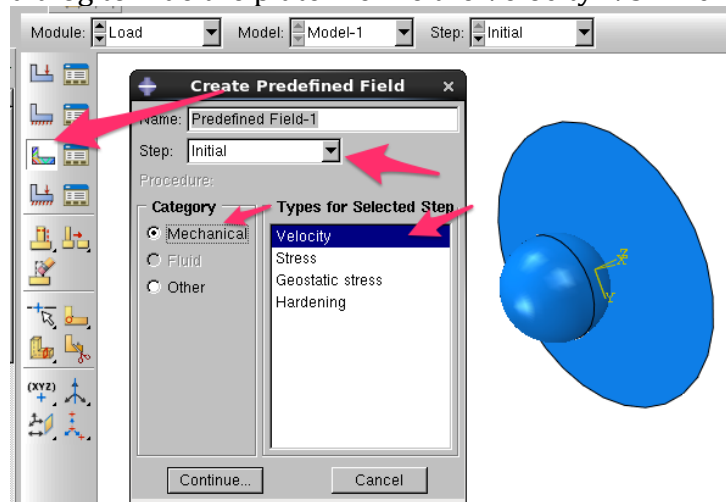 Module: Load Model: Model-1 Step: Initial
Create Predefined Field x
Name: Predefined Field-1
Step: Initial
Procedure:
Category Types for Selected Step
Mechanical
Fluid
Other
Velocity
Stress
Geostatic stress
Hardening
Continue... Cancel
(XYZ)
Z
X
Y